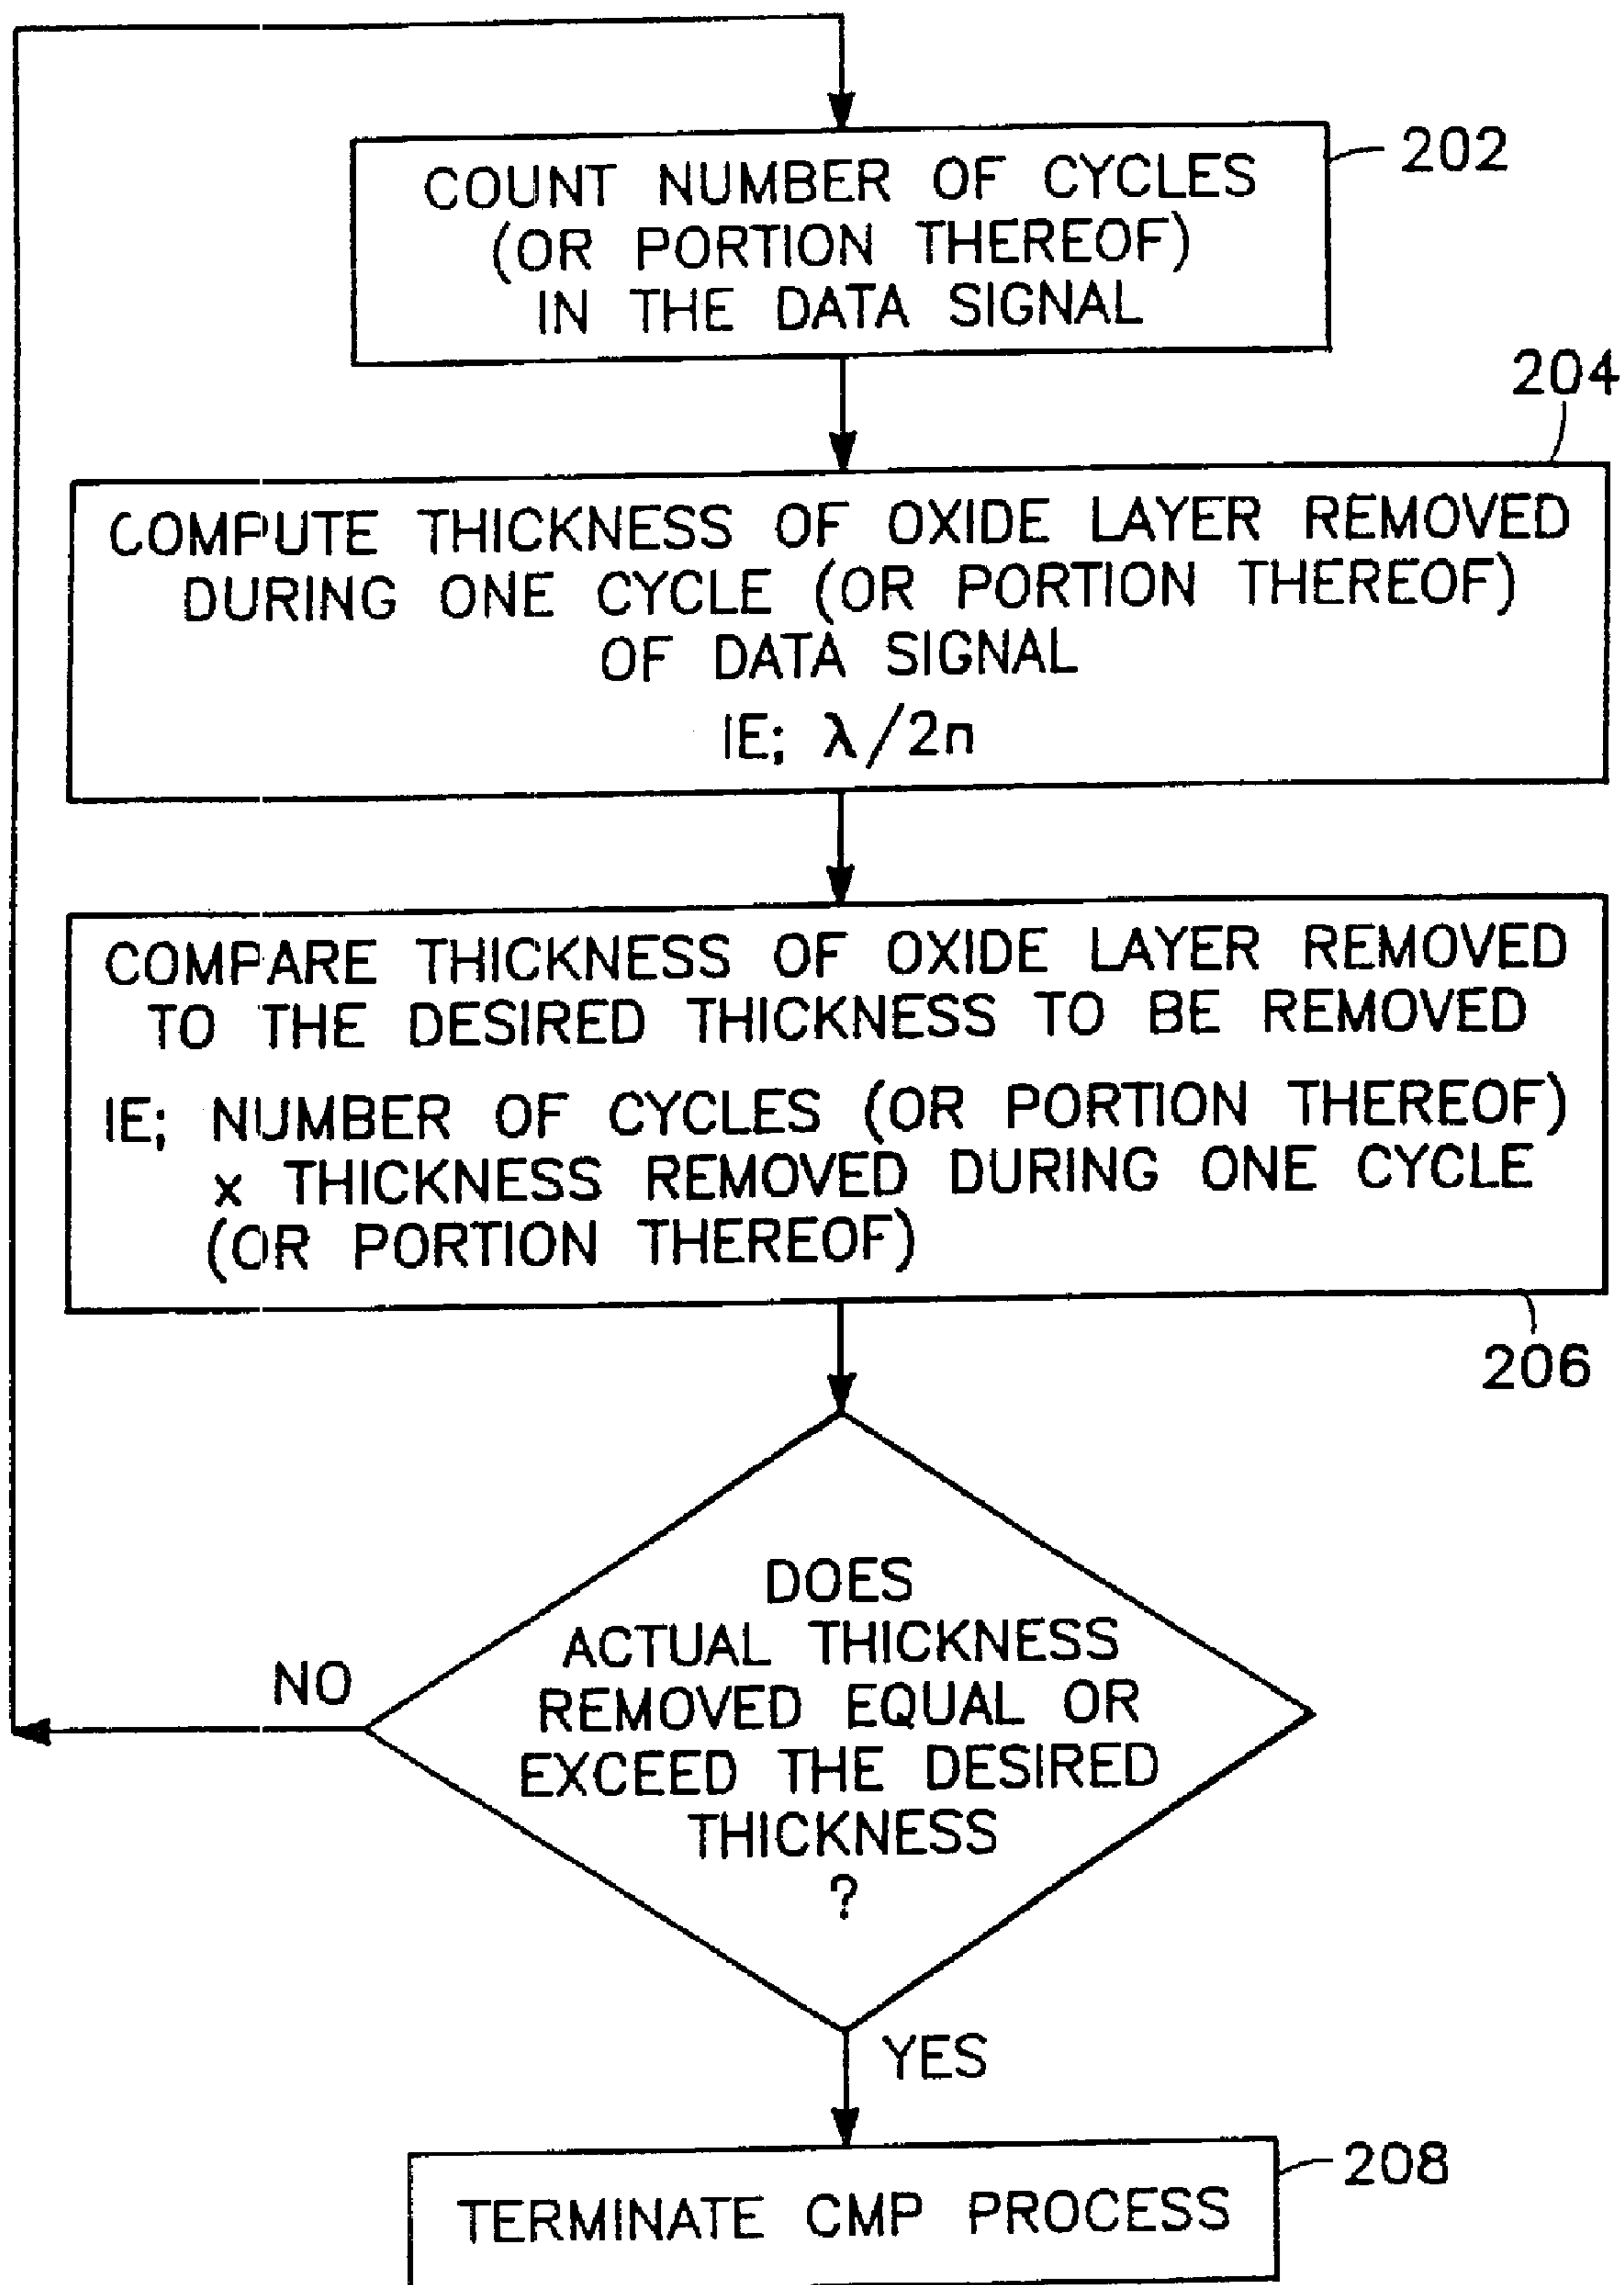 COUNT NUMBER OF CYCLES
(OR PORTION THEREOF)
IN THE DATA SIGNAL
202
204
COMPUTE THICKNESS OF OXIDE LAYER REMOVED
DURING ONE CYCLE (OR PORTION THEREOF)
OF DATA SIGNAL
IE; λ/2n
COMPARE THICKNESS OF OXIDE LAYER REMOVED
TO THE DESIRED THICKNESS TO BE REMOVED
IE; NUMBER OF CYCLES (OR PORTION THEREOF)
x THICKNESS REMOVED DURING ONE CYCLE
(OR PORTION THEREOF)
206
DOES
ACTUAL THICKNESS
REMOVED EQUAL OR
EXCEED THE DESIRED
THICKNESS
?
NO
YES
208
TERMINATE CMP PROCESS